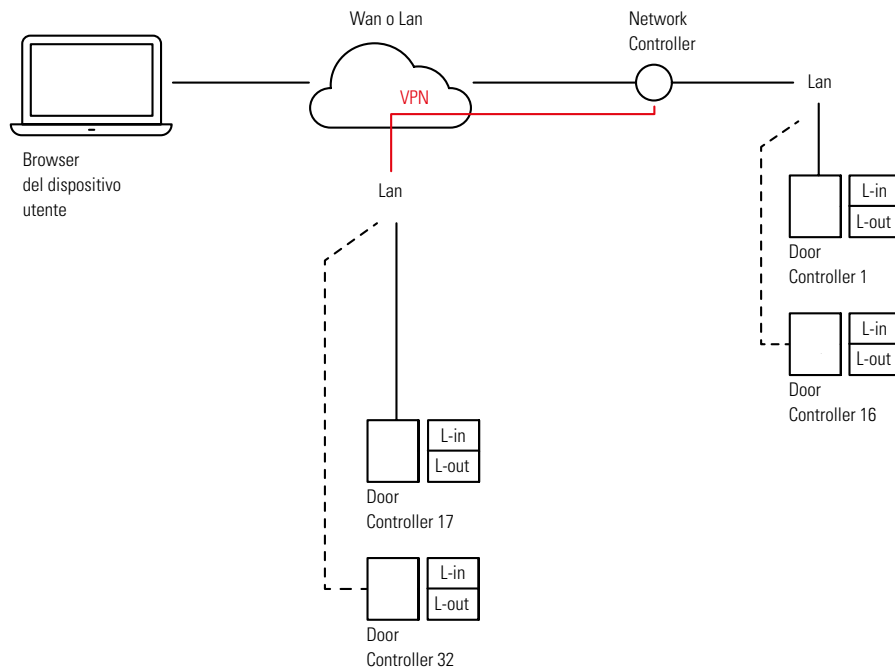 Wan o Lan
Network
Controller
VPN
Lan
Browser
del dispositivo
utente
Lan
L-in
L-out
Door
Controller 1
L-in
L-out
Door
Controller 16
L-in
L-out
Door
Controller 17
L-in
L-out
Door
Controller 32